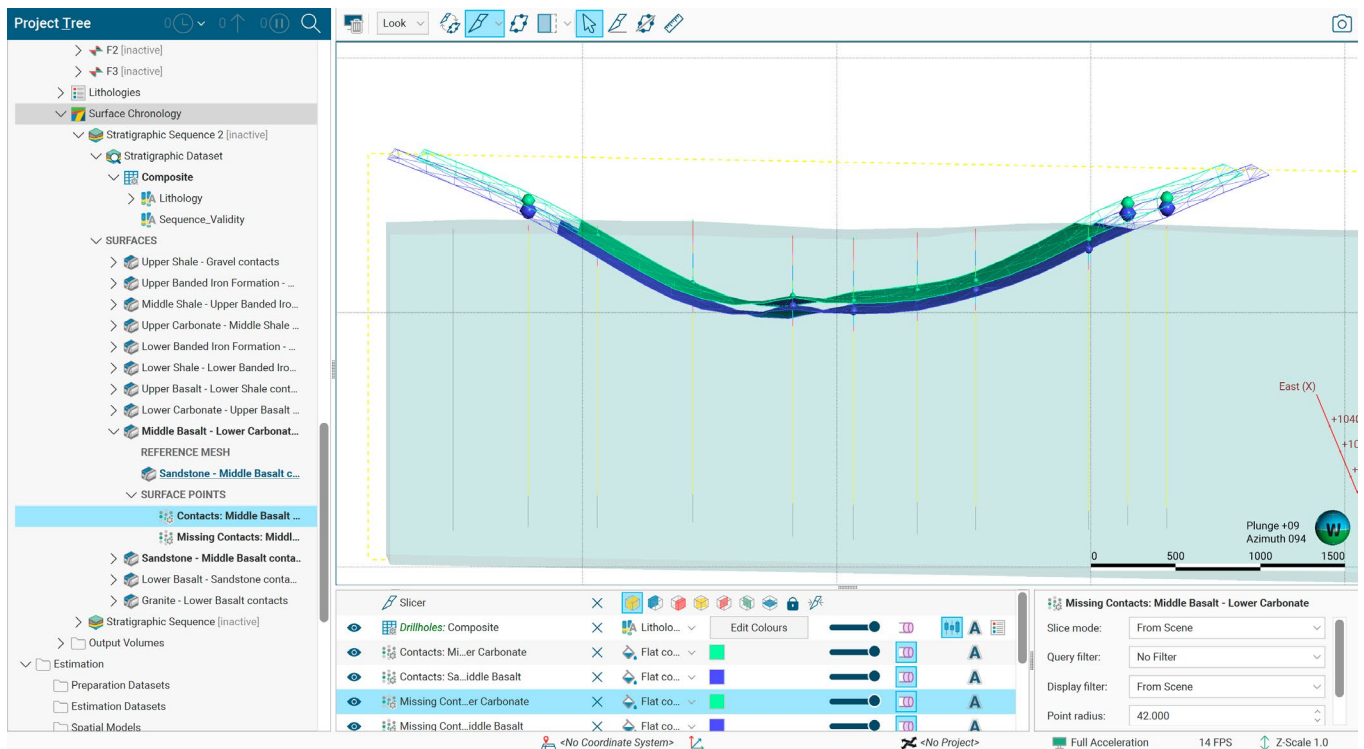 Project Tree
0
0
0
Look
F2 [inactive]
F3 [inactive]
Lithologies
Surface Chronology
Stratigraphic Sequence 2 [inactive]
Stratigraphic Dataset
Composite
Lithology
Sequence_Validity
SURFACES
Upper Shale - Gravel contacts
Upper Banded Iron Formation - ...
Middle Shale - Upper Banded Iro...
Upper Carbonate - Middle Shale ...
Lower Banded Iron Formation - ...
Lower Shale - Lower Banded Iro...
Upper Basalt - Lower Shale cont...
Lower Carbonate - Upper Basalt ...
Middle Basalt - Lower Carbonat...
REFERENCE MESH
Sandstone - Middle Basalt c...
SURFACE POINTS
Contacts: Middle Basalt ...
Missing Contacts: Middl...
Sandstone - Middle Basalt conta..
Lower Basalt - Sandstone conta...
Granite - Lower Basalt contacts
Stratigraphic Sequence [inactive]
Output Volumes
Estimation
Preparation Datasets
Estimation Datasets
Spatial Models
East (X)
+1040
+10
+
Plunge +09
Azimuth 094
W
0 500 1000 1500
Slicer
Drillholes: Composite Litholo... Edit Colours A
Contacts: Mi...er Carbonate Flat co... A
Contacts: Sa...iddle Basalt Flat co... A
Missing Cont...er Carbonate Flat co... A
Missing Cont...iddle Basalt Flat co... A
Missing Contacts: Middle Basalt - Lower Carbonate
Slice mode: From Scene
Query filter: No Filter
Display filter: From Scene
Point radius: 42.000
<No Coordinate System> <No Project> Full Acceleration 14 FPS Z-Scale 1.0